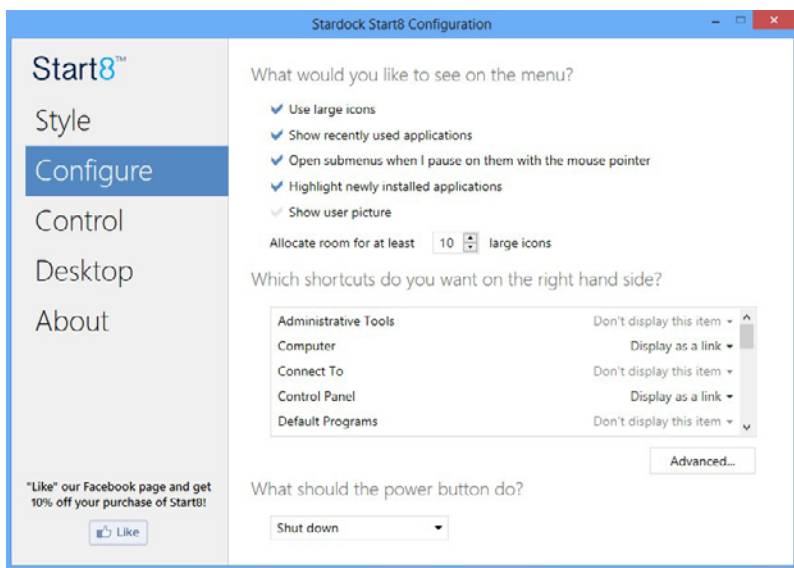 Stardock Start8 Configuration
Start8™
Style
Configure
Control
Desktop
About
"Like" our Facebook page and get
10% off your purchase of Start8!
Like
What would you like to see on the menu?
Use large icons
Show recently used applications
Open submenus when I pause on them with the mouse pointer
Highlight newly installed applications
Show user picture
Allocate room for at least 10 large icons
Which shortcuts do you want on the right hand side?
Administrative Tools Don't display this item
Computer Display as a link
Connect To Don't display this item
Control Panel Display as a link
Default Programs Don't display this item
Advanced...
What should the power button do?
Shut down